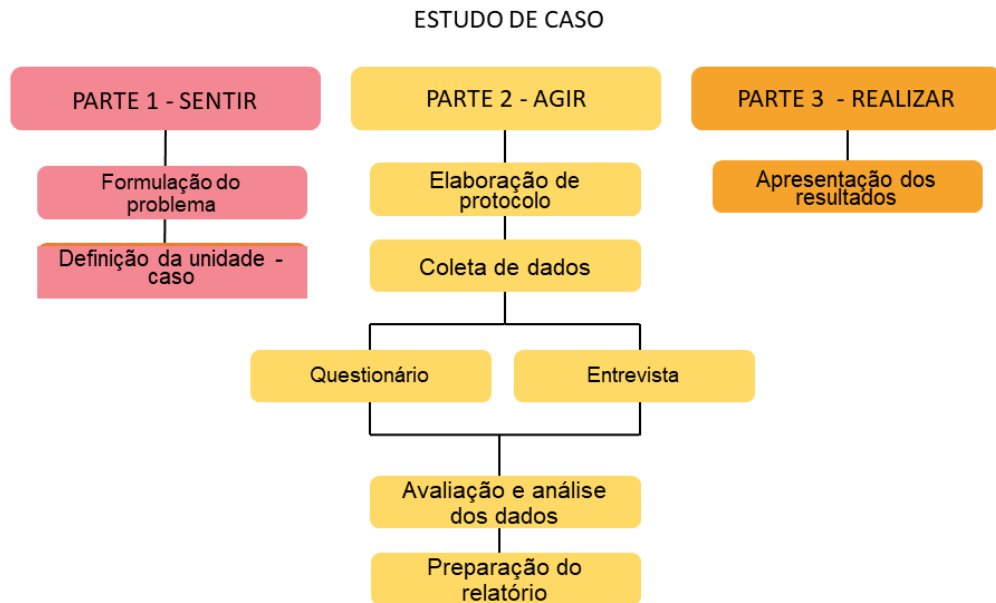 ESTUDO DE CASO
PARTE 1 - SENTIR
Formulação do
problema
Definição da unidade -
caso
PARTE 2 - AGIR
Elaboração de
protocolo
Coleta de dados
Questionário
Entrevista
Avaliação e análise
dos dados
Preparação do
relatório
PARTE 3 - REALIZAR
Apresentação dos
resultados